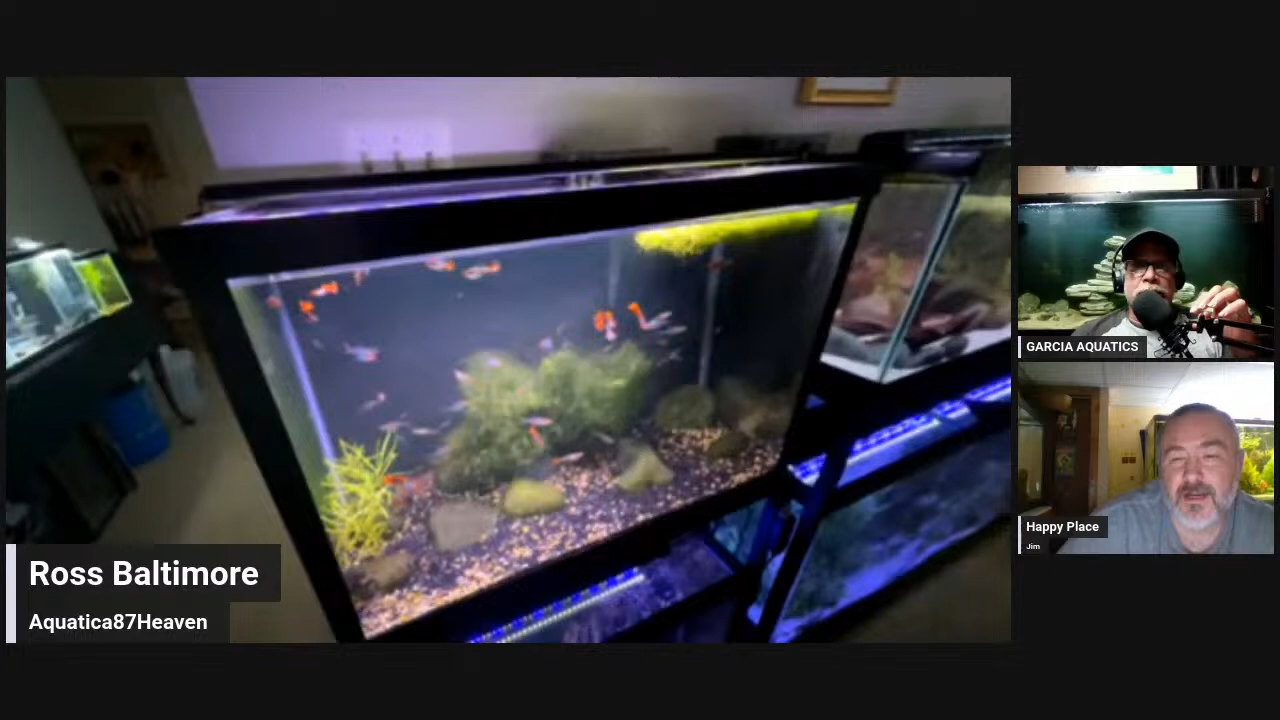 Ross Baltimore
Aquatica87Heaven
GARCIA AQUATICS
Happy Place
Jim